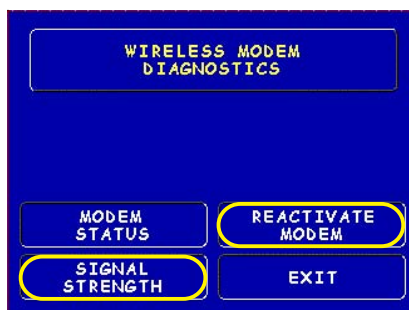 WIRELESS MODEM
DIAGNOSTICS
MODEM
STATUS
REACTIVATE
MODEM
SIGNAL
STRENGTH
EXIT